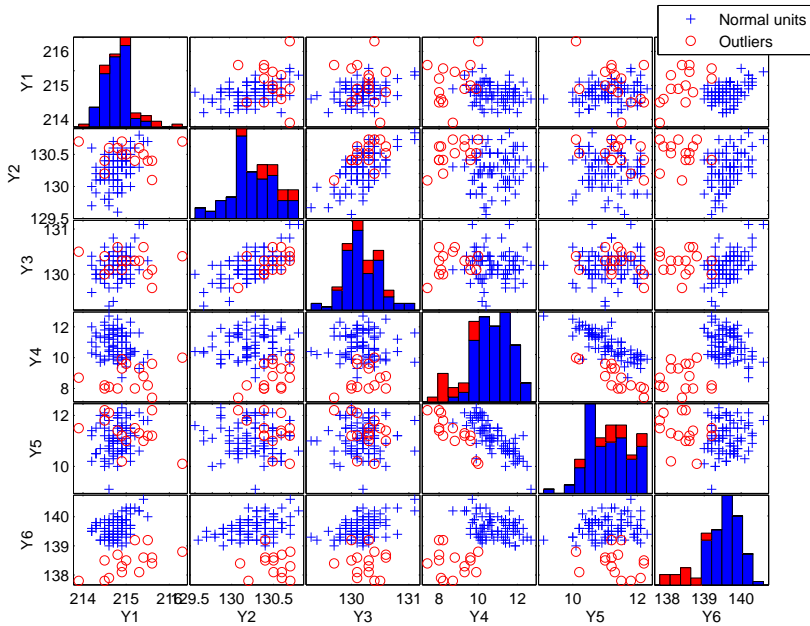 Normal units
Outliers
216
215
214
Y1
130.5
130
129.5
Y2
131
130
Y3
12
10
8
Y4
12
10
Y5
140
139
138
Y6
214 215 216 129.5 130 130.5 130 131 8 10 12 10 12 138 139 140
Y1 Y2 Y3 Y4 Y5 Y6